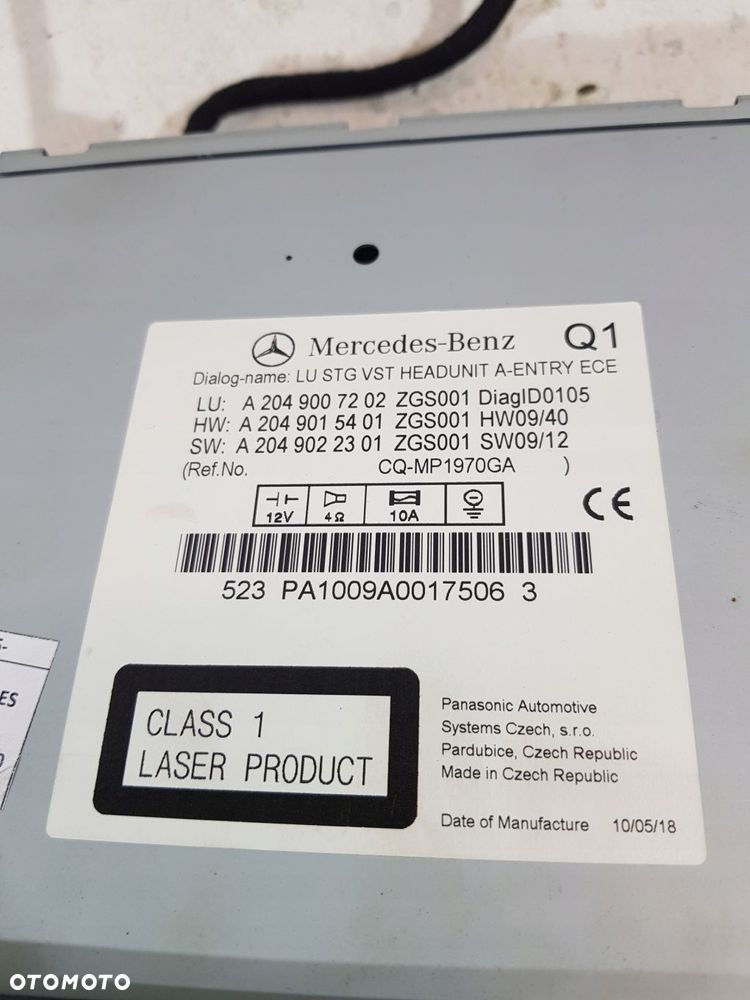 Mercedes-Benz Q1
Dialog-name: LU STG VST HEADUNIT A-ENTRY ECE
LU: A 204 900 72 02 ZGS001 DiagID0105
HW: A 204 901 54 01 ZGS001 HW09/40
SW: A 204 902 23 01 ZGS001 SW09/12
(Ref.No. CQ-MP1970GA )
12V 4Ω 10A
CE
523 PA1009A0017506 3
ES
CLASS 1
LASER PRODUCT
Panasonic Automotive
Systems Czech, s.r.o.
Pardubice, Czech Republic
Made in Czech Republic
Date of Manufacture 10/05/18
OTOMOTO